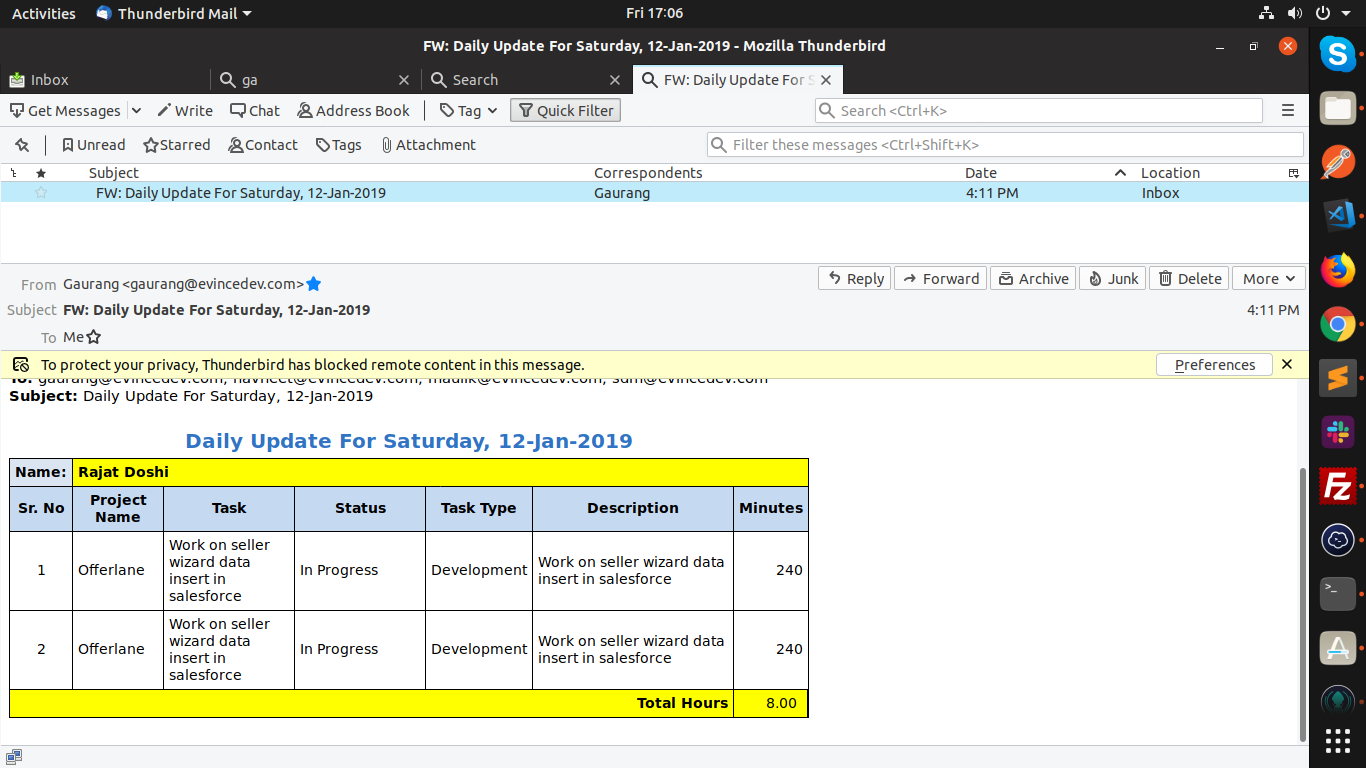 Activities Thunderbird Mail Fri 17:06
FW: Daily Update For Saturday, 12-Jan-2019 - Mozilla Thunderbird
Inbox ga Search FW: Daily Update For S
Get Messages Write Chat Address Book Tag Quick Filter Search <Ctrl+K>
Unread Starred Contact Tags Attachment Filter these messages <Ctrl+Shift+K>
Subject Correspondents Date Location
FW: Daily Update For Saturday, 12-Jan-2019 Gaurang 4:11 PM Inbox
From Gaurang <gaurang@evincedev.com> Reply Forward Archive Junk Delete More
Subject FW: Daily Update For Saturday, 12-Jan-2019 4:11 PM
To Me
To protect your privacy, Thunderbird has blocked remote content in this message. Preferences
To: gaurang@evincedev.com; navneet@evincedev.com; maulik@evincedev.com;
Subject: Daily Update For Saturday, 12-Jan-2019
Daily Update For Saturday, 12-Jan-2019
Name: Rajat Doshi
Sr. No Project Name Task Status Task Type Description Minutes
1 Offerlane Work on seller wizard data insert in salesforce In Progress Development Work on seller wizard data insert in salesforce 240
2 Offerlane Work on seller wizard data insert in salesforce In Progress Development Work on seller wizard data insert in salesforce 240
Total Hours 8.00